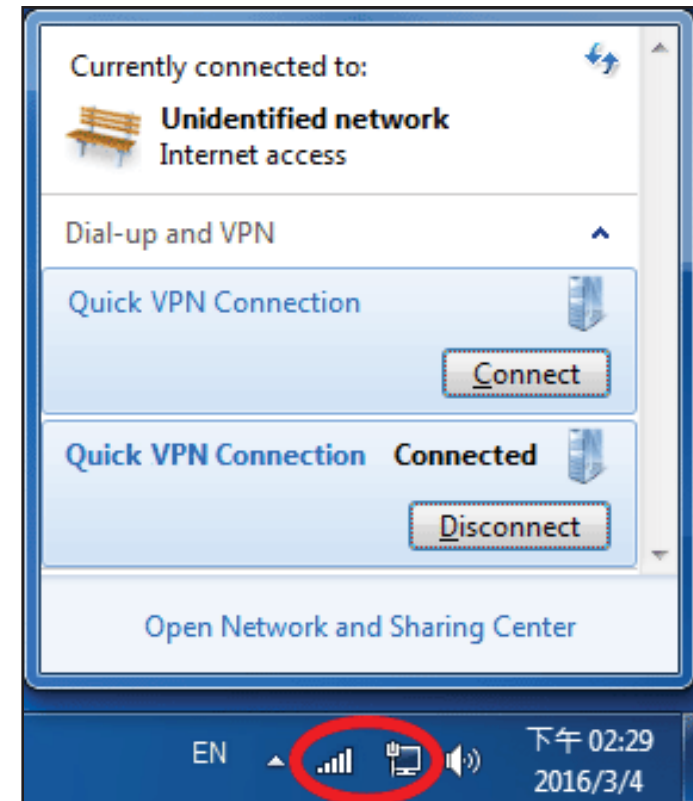 Currently connected to:
Unidentified network
Internet access
Dial-up and VPN
Quick VPN Connection
Connect
Quick VPN Connection Connected
Disconnect
Open Network and Sharing Center
EN 下午 02:29
2016/3/4